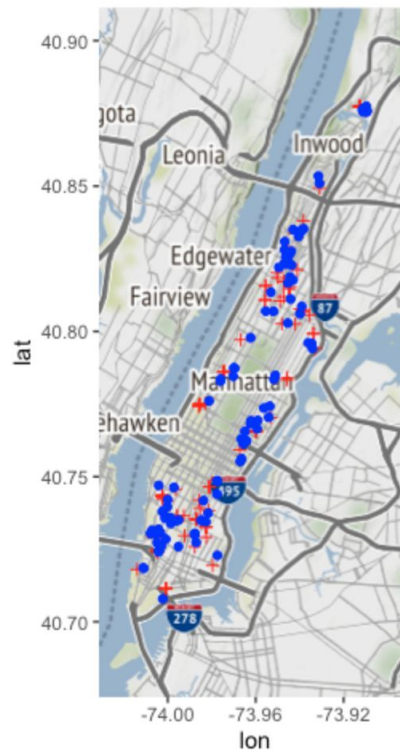 40.90
gota
Inwood
Leonia
40.85
Edgewater
Fairview
87
40.80
lat
Manhattan
ehawken
40.75
495
40.70
278
-74.00 -73.96 -73.92
lon